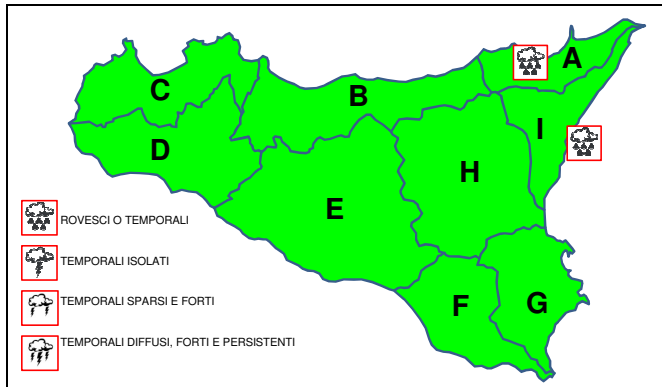 A
B
C
I
D
H
E
ROVESCI O TEMPORALI
TEMPORALI ISOLATI
TEMPORALI SPARSI E FORTI
F
G
TEMPORALI DIFFUSI, FORTI E PERSISTENTI